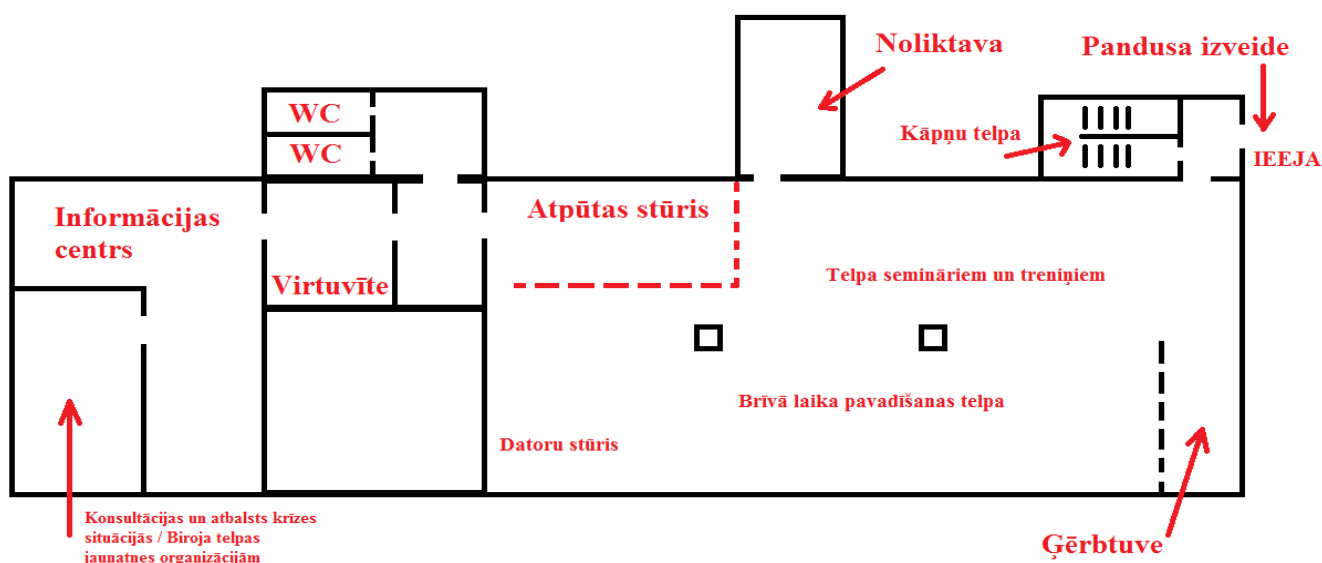 Noliktava
Pandusa izveide
WC
WC
Kāpņu telpa
IEEJA
Informācijas
centrs
Atpūtas stūris
Virtuvīte
Telpa semināriem un treniņiem
Brīvā laika pavadīšanas telpa
Datoru stūris
Konsultācijas un atbalsts krīzes
situācijās / Biroja telpas
jaunatnes organizācijām
Ģērbtuve